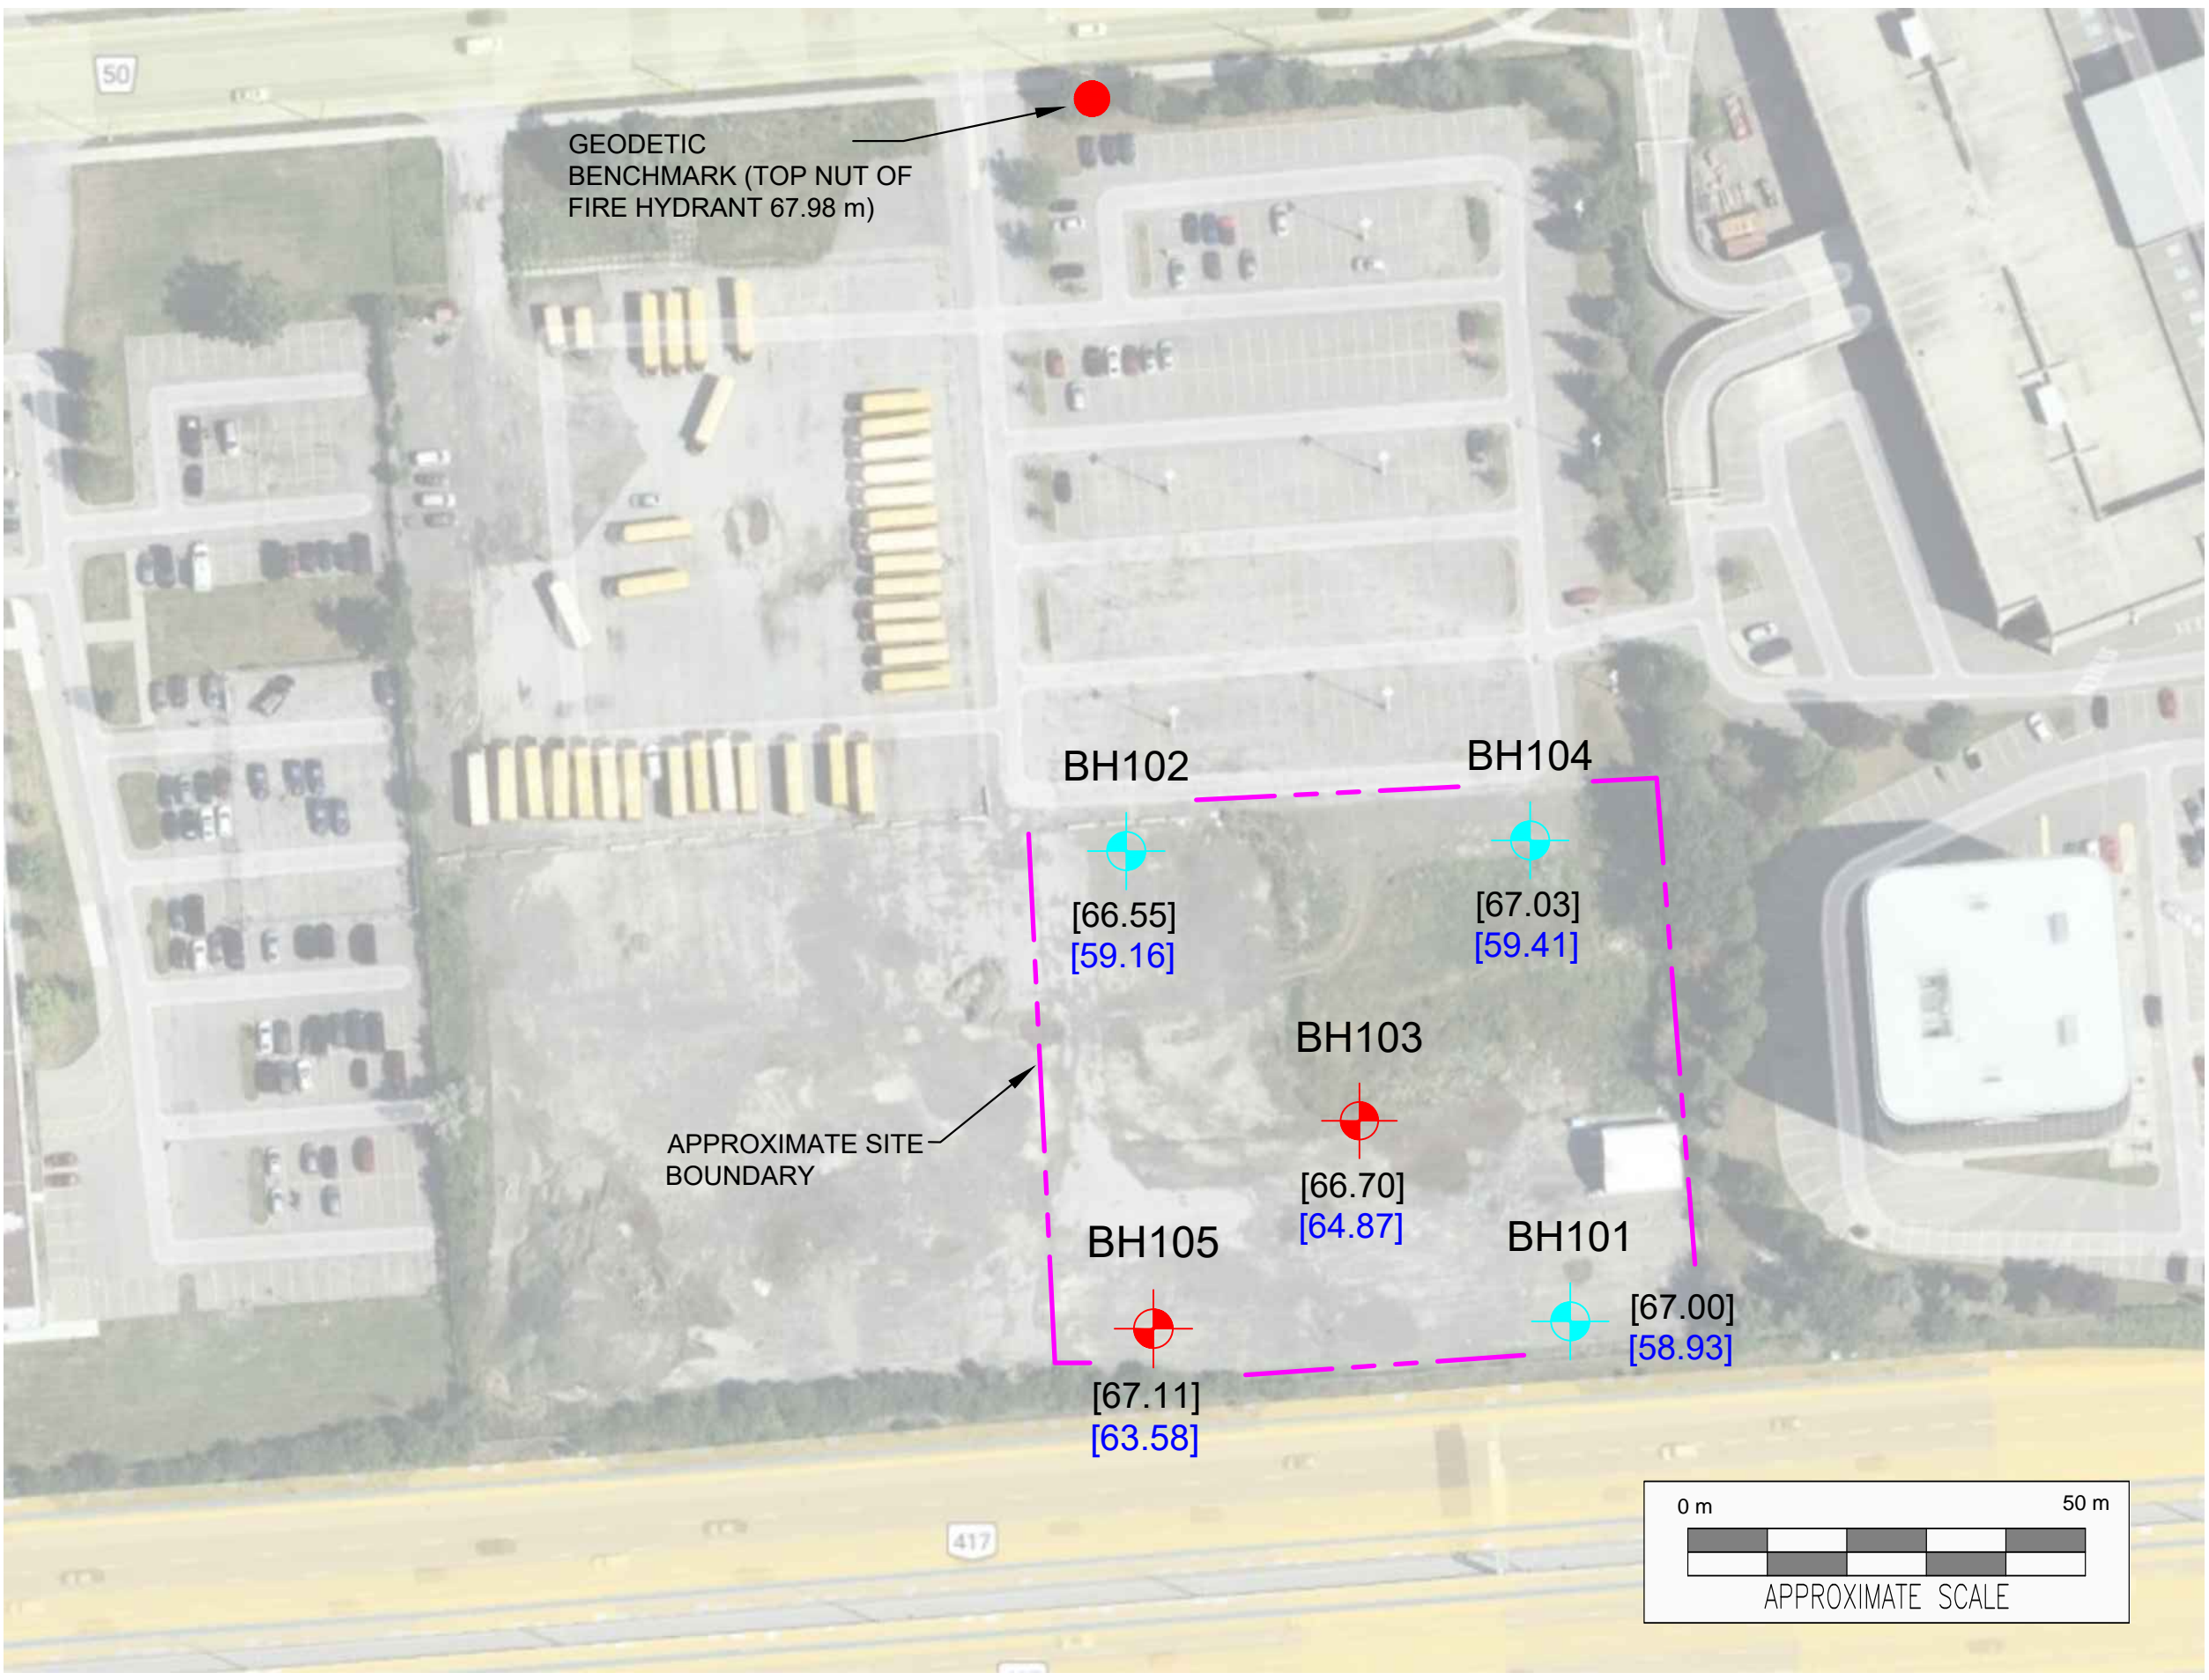 50
GEODETIC
BENCHMARK (TOP NUT OF
FIRE HYDRANT 67.98 m)
BH102
BH104
[66.55]
[59.16]
[67.03]
[59.41]
BH103
[66.70]
[64.87]
APPROXIMATE SITE
BOUNDARY
BH105
BH101
[67.00]
[58.93]
[67.11]
[63.58]
0 m
50 m
APPROXIMATE SCALE
417